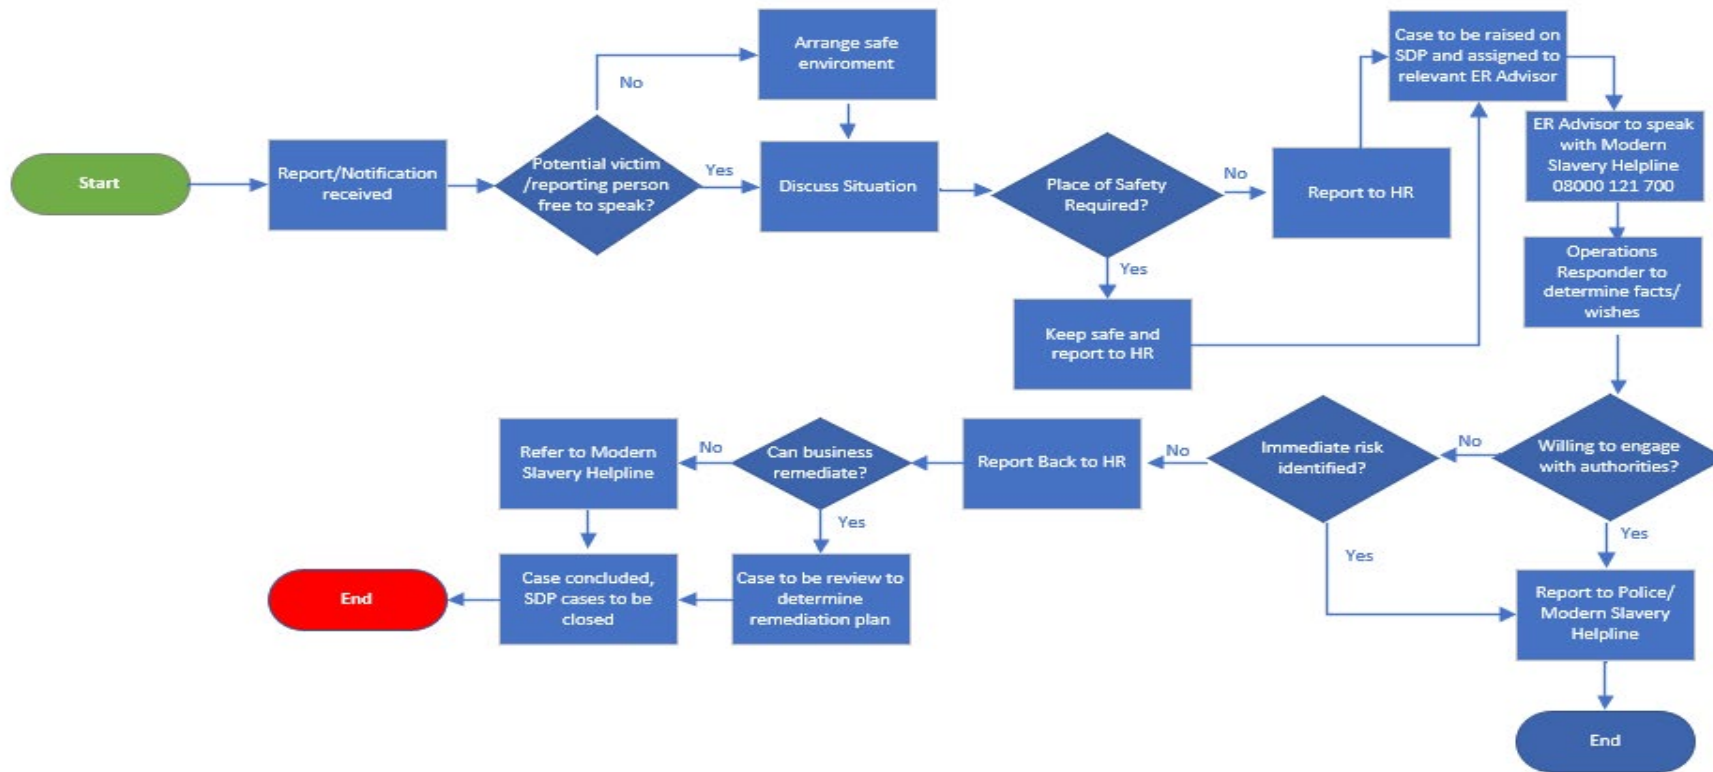 Start
Report/Notification
received
Potential victim
/reporting person
free to speak?
No
Arrange safe
enviroment
Yes
Discuss Situation
Place of Safety
Required?
No
Report to HR
Yes
Keep safe and
report to HR
Case to be raised on
SDP and assigned to
relevant ER Advisor
ER Advisor to speak
with Modern
Slavery Helpline
08000 121 700
Operations
Responder to
determine facts/
wishes
Willing to engage
with authorities?
No
Yes
Immediate risk
identified?
No
Yes
Report to Police/
Modern Slavery
Helpline
End
Report Back to HR
Can business
remediate?
No
Yes
Refer to Modern
Slavery Helpline
Case to be review to
determine
remediation plan
Case concluded,
SDP cases to be
closed
End